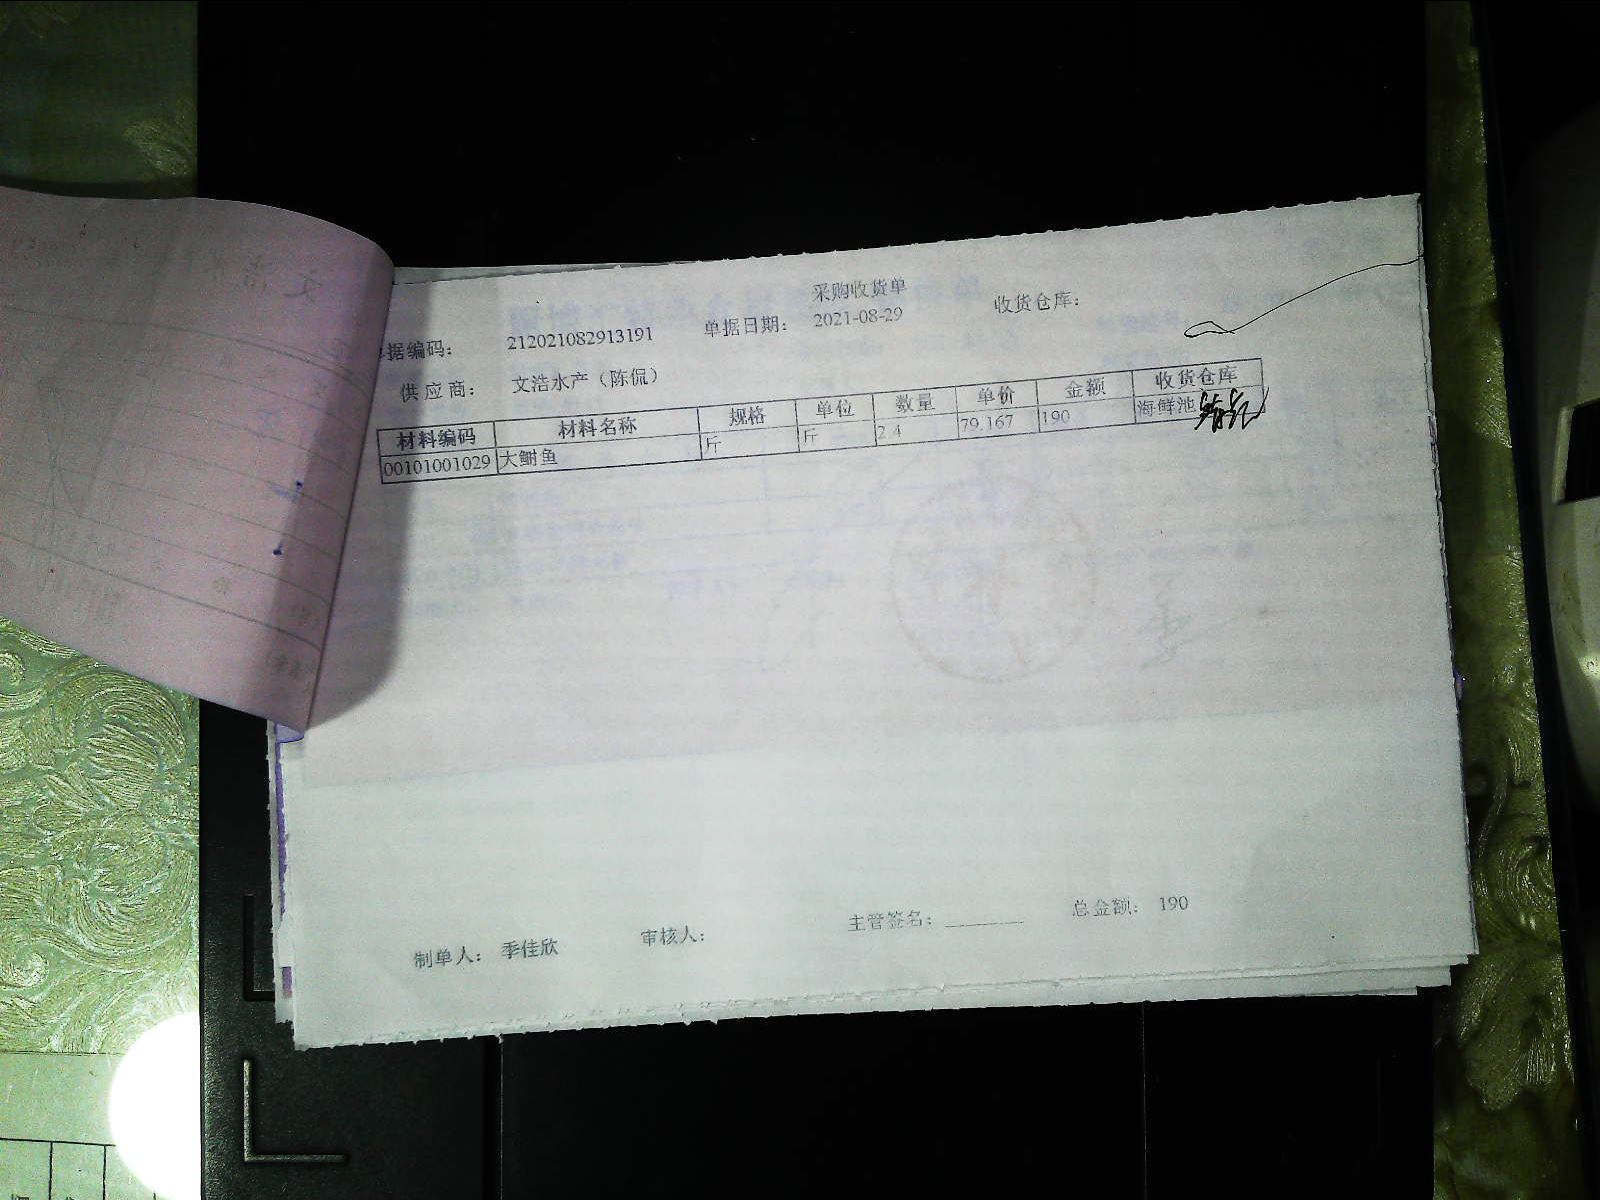 采购收货单
据编码： 212021082913191 单据日期： 2021-08-29 收货仓库：
供应商： 文浩水产（陈侃）
材料编码 材料名称 规格 单位 数量 单价 金额 收货仓库
00101001029 大鲥鱼 斤 斤 2.4 79.167 190 海鲜池
制单人： 季佳欣 审核人： 主管签名：________ 总金额： 190